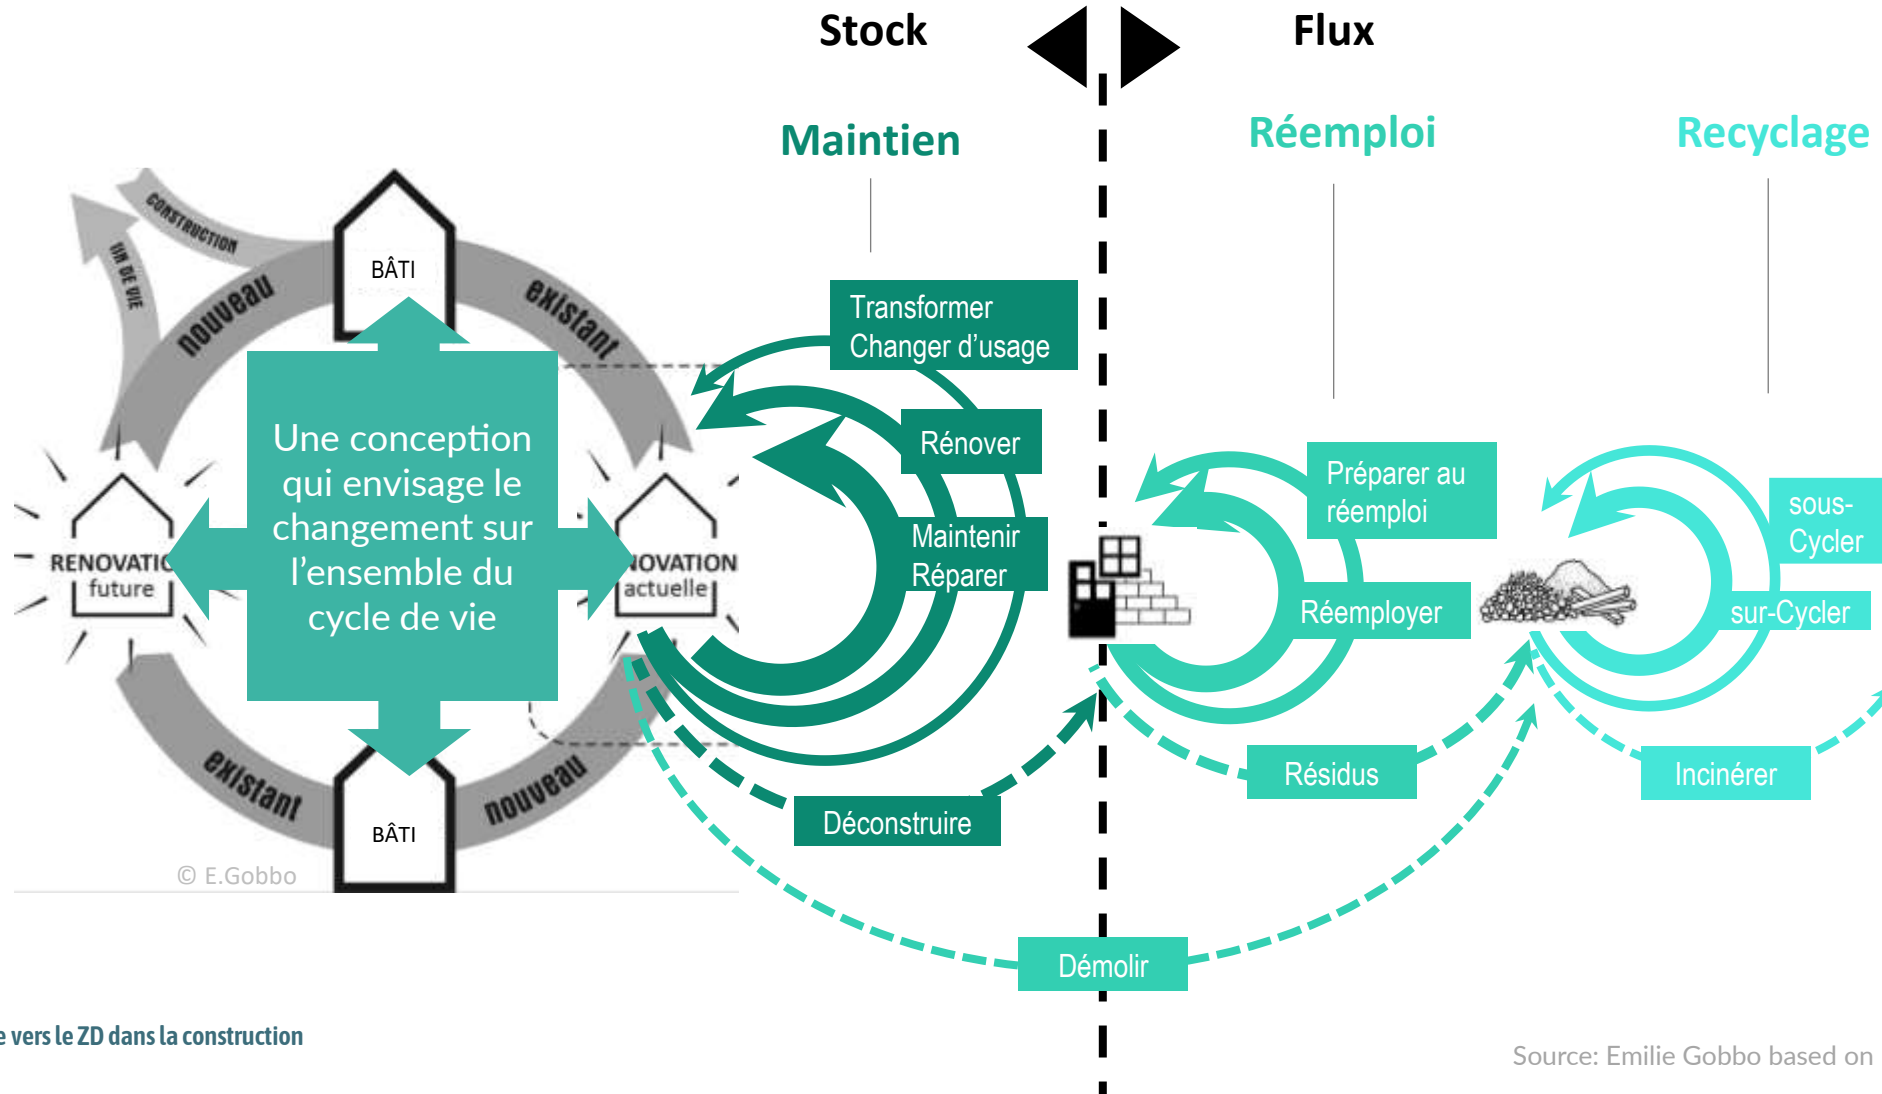 Stock
Flux
Maintien
Réemploi
Recyclage
CONSTRUCTION
FIN DE VIE
BÂTI
nouveau
existant
Transformer
Changer d’usage
Rénover
Maintenir
Réparer
Une conception
qui envisage le
changement sur
l’ensemble du
cycle de vie
RENOVATIO
future
NOVATION
actuelle
Préparer au
réemploi
Réemployer
sous-
Cycler
sur-Cycler
existant
nouveau
BÂTI
Déconstruire
Résidus
Incinérer
Démolir
© E.Gobbo
e vers le ZD dans la construction
Source: Emilie Gobbo based on